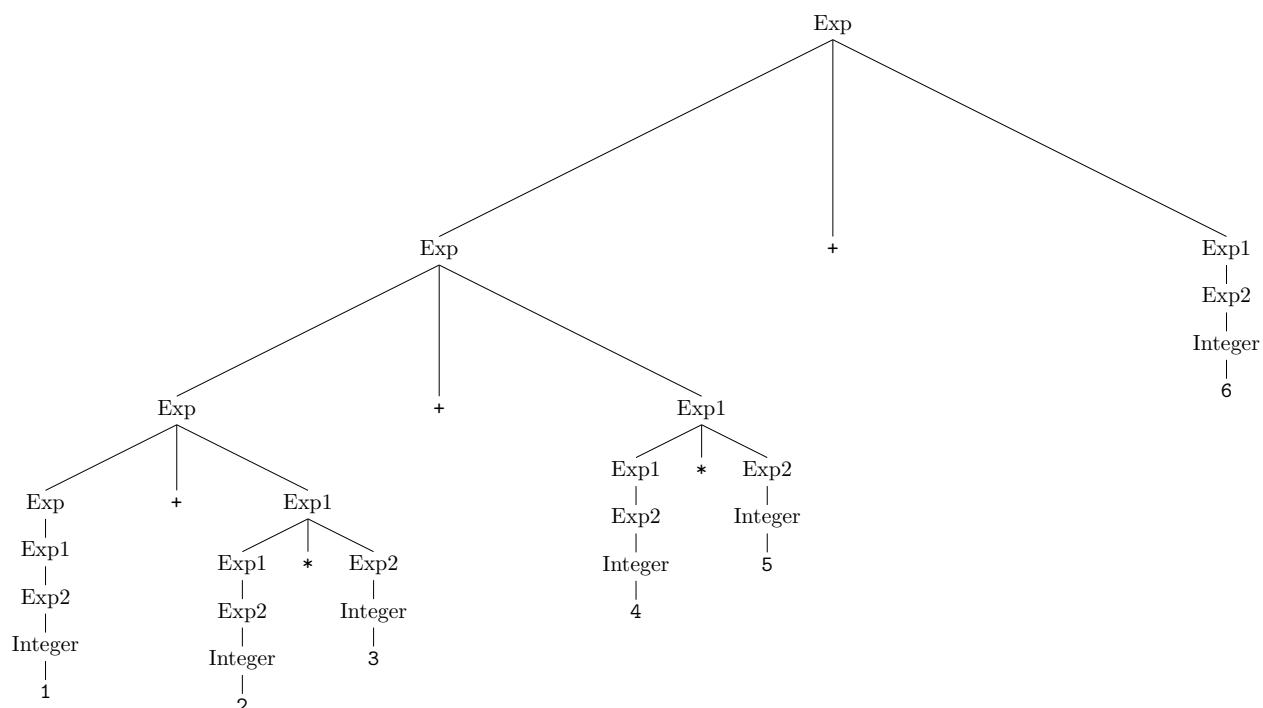 Exp
Exp + Exp1
Exp2
Integer
6
Exp + Exp1
Exp1 * Exp2
Exp + Exp1
Exp2 Integer
Exp1
Exp1 * Exp2
Integer 5
Exp2
Exp2 Integer
4
Integer
Integer 3
1
2